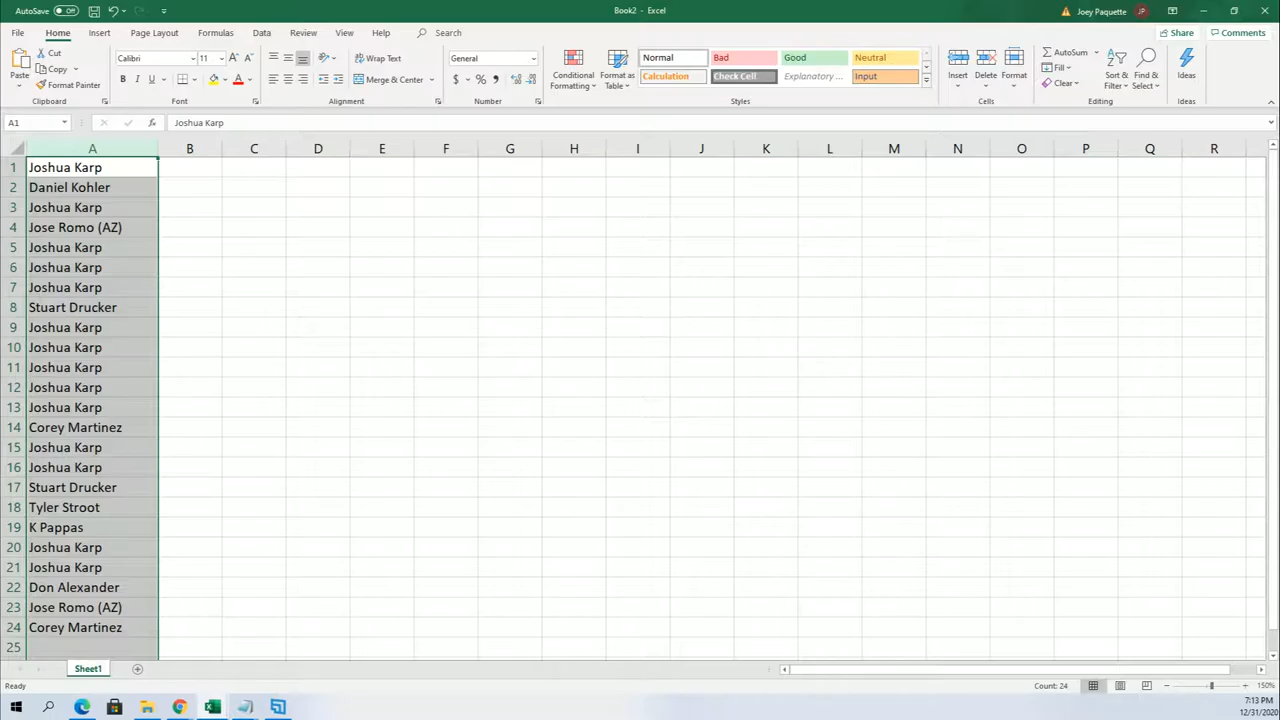 AutoSave Off Book2 - Excel Joey Paquette JP
File Home Insert Page Layout Formulas Data Review View Help Search Share Comments
Cut Calibri 11 Wrap Text General Normal Bad Good Neutral AutoSum
Paste Copy Format Painter B I U A Merge & Center $ % Conditional Formatting Format as Table Calculation Check Cell Explanatory ... Input Insert Delete Format Fill Clear Sort & Filter Find & Select Ideas
Clipboard Font Alignment Number Styles Cells Editing Ideas
A1 fx Joshua Karp
A B C D E F G H I J K L M N O P Q R
1 Joshua Karp
2 Daniel Kohler
3 Joshua Karp
4 Jose Romo (AZ)
5 Joshua Karp
6 Joshua Karp
7 Joshua Karp
8 Stuart Drucker
9 Joshua Karp
10 Joshua Karp
11 Joshua Karp
12 Joshua Karp
13 Joshua Karp
14 Corey Martinez
15 Joshua Karp
16 Joshua Karp
17 Stuart Drucker
18 Tyler Stroot
19 K Pappas
20 Joshua Karp
21 Joshua Karp
22 Don Alexander
23 Jose Romo (AZ)
24 Corey Martinez
25
Sheet1
Ready Count: 24 150%
7:13 PM
12/31/2020